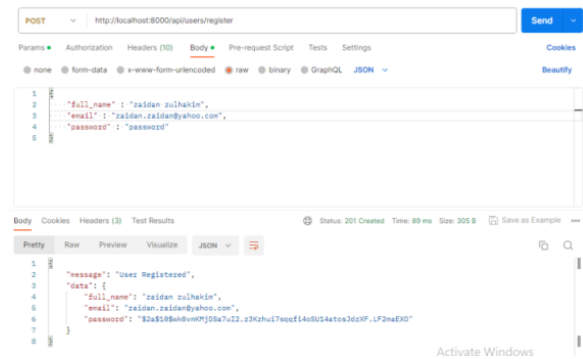 POST http://localhost:8000/api/users/register Send
Params Authorization Headers (10) Body Pre-request Script Tests Settings Cookies
none form-data x-www-form-urlencoded raw binary GraphQL JSON Beautify
1
2 "full_name" : "zaidan zulhakin",
3 "email" : "zaidan.zaidan@yahoo.com",
4 "password" : "password"
5
Body Cookies Headers (3) Test Results Status: 201 Created Time: 89 ms Size: 305 B Save as Example
Pretty Raw Preview Visualize JSON
1
2 "message": "User Registered",
3 "data": {
4 "full_name": "zaidan zulhakin",
5 "email": "zaidan.zaidan@yahoo.com",
6 "password":
7 }
8
Activate Windows